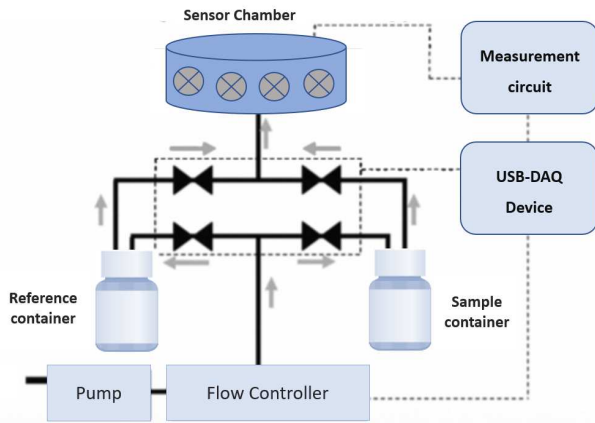 Sensor Chamber
Measurement
circuit
USB-DAQ
Device
Reference
container
Sample
container
Pump
Flow Controller